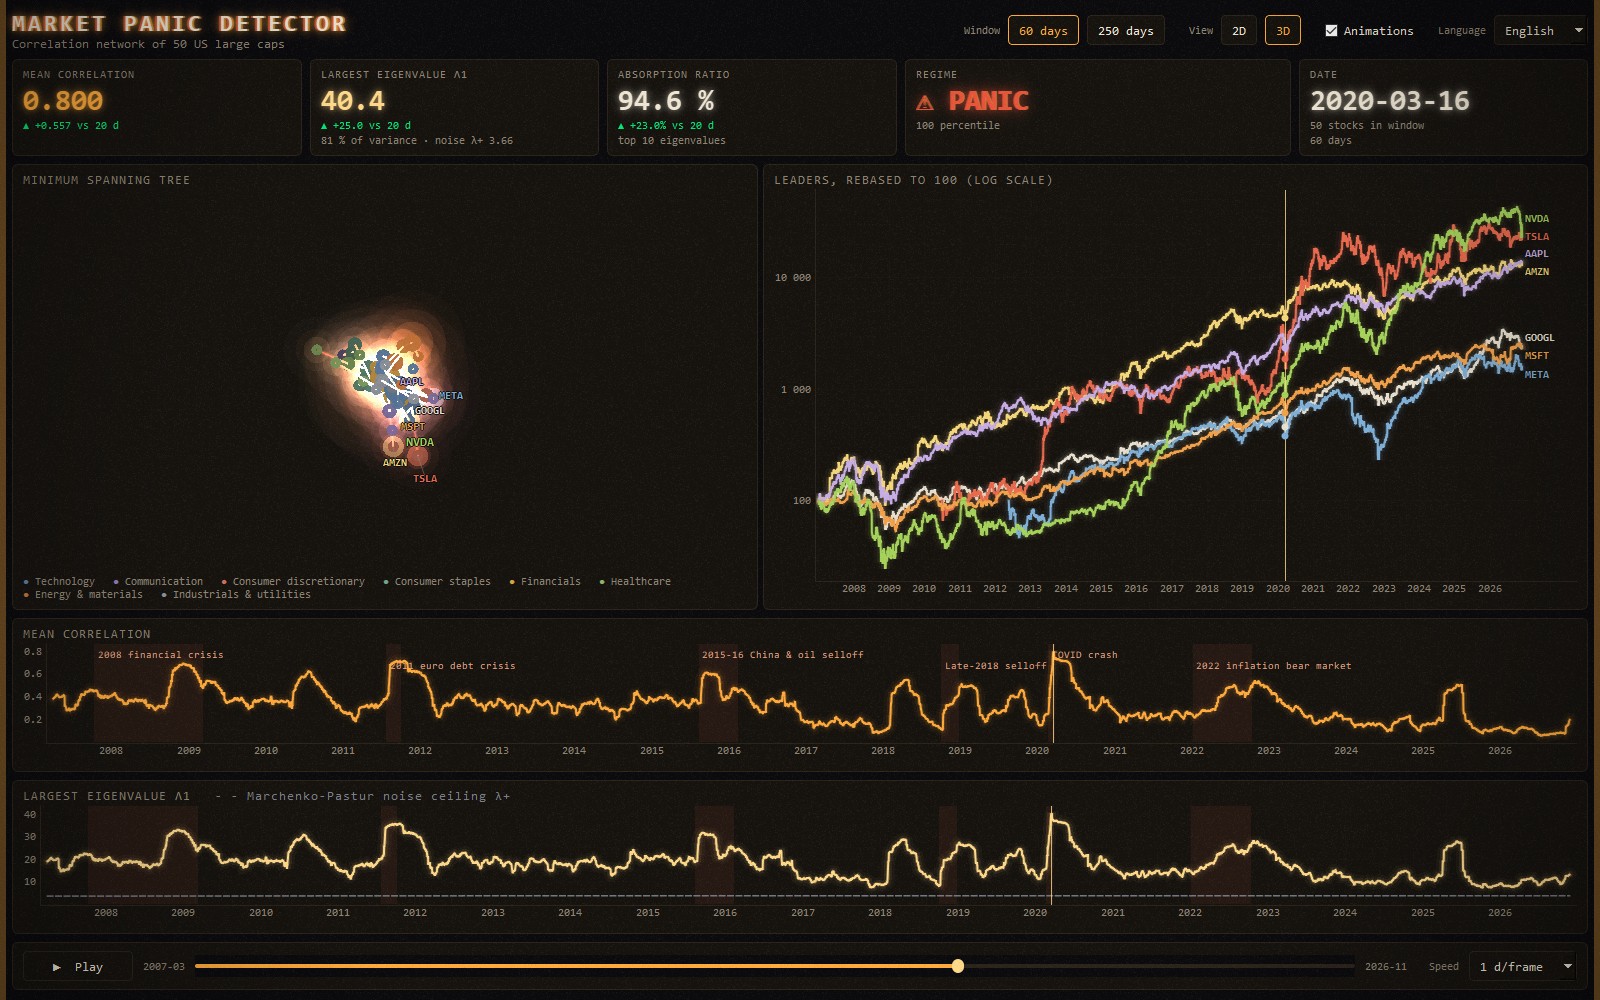 MARKET PANIC DETECTOR
Correlation network of 50 US large caps
Window 60 days 250 days View 2D 3D Animations Language English
MEAN CORRELATION
0.800
▲ +0.557 vs 20 d
LARGEST EIGENVALUE Λ1
40.4
▲ +25.0 vs 20 d
81 % of variance · noise λ+ 3.66
ABSORPTION RATIO
94.6 %
▲ +23.0% vs 20 d
top 10 eigenvalues
REGIME
⚠ PANIC
100 percentile
DATE
2020-03-16
50 stocks in window
60 days
MINIMUM SPANNING TREE
AAPL
META
GOOGL
MSFT
NVDA
AMZN
TSLA
Technology Communication Consumer discretionary Consumer staples Financials Healthcare
Energy & materials Industrials & utilities
LEADERS, REBASED TO 100 (LOG SCALE)
NVDA
TSLA
AAPL
AMZN
10 000
GOOGL
MSFT
META
1 000
100
2008 2009 2010 2011 2012 2013 2014 2015 2016 2017 2018 2019 2020 2021 2022 2023 2024 2025 2026
MEAN CORRELATION
0.8
0.6
0.4
0.2
2008 financial crisis
2011 euro debt crisis
2015-16 China & oil selloff
Late-2018 selloff
COVID crash
2022 inflation bear market
2008 2009 2010 2011 2012 2013 2014 2015 2016 2017 2018 2019 2020 2021 2022 2023 2024 2025 2026
LARGEST EIGENVALUE Λ1 - - Marchenko-Pastur noise ceiling λ+
40
30
20
10
2008 2009 2010 2011 2012 2013 2014 2015 2016 2017 2018 2019 2020 2021 2022 2023 2024 2025 2026
▶ Play 2007-03 2026-11 Speed 1 d/frame